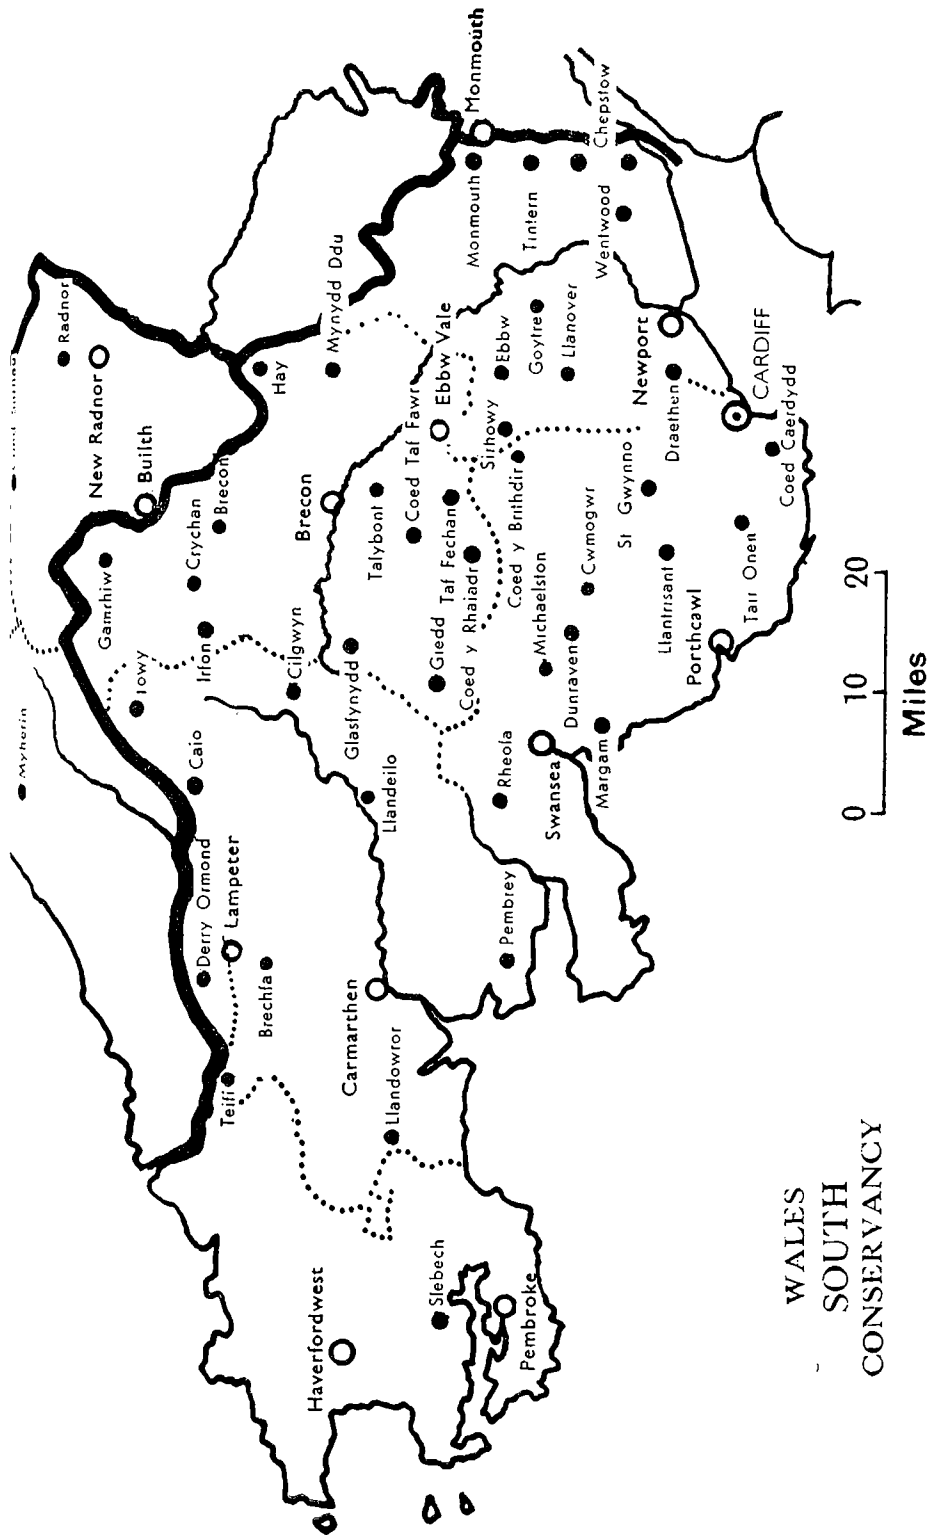 Myherin
Radnor
New Radnor
Builth
Gamrhiw
Towy
Crychan
Brecon
Irfon
Caio
Hay
Mynydd Ddu
Cilgwyn
Brecon
Derry Ormond
Lampeter
Teifi
Brechfa
Glasfynydd
Llandeilo
Talybont
Coed Taf Fawr
Ebbw Vale
Monmouth
Monmouth
Carmarthen
Llandowror
Giedd
Taf Fechan
Coed y Rhaiadr
Sirhowy
Ebbw
Tintern
Goytre
Llanover
Coed y Brithdir
Haverfordwest
Slebech
Pembroke
Pembrey
Rheola
Michaelston
Cwmogwr
Dunraven
Swansea
Margam
St Gwynno
Wentwood
Chepstow
Newport
Draethen
Llantrisant
Porthcawl
Tair Onen
CARDIFF
Coed Caerdydd
0 10 20
Miles
WALES
SOUTH
CONSERVANCY